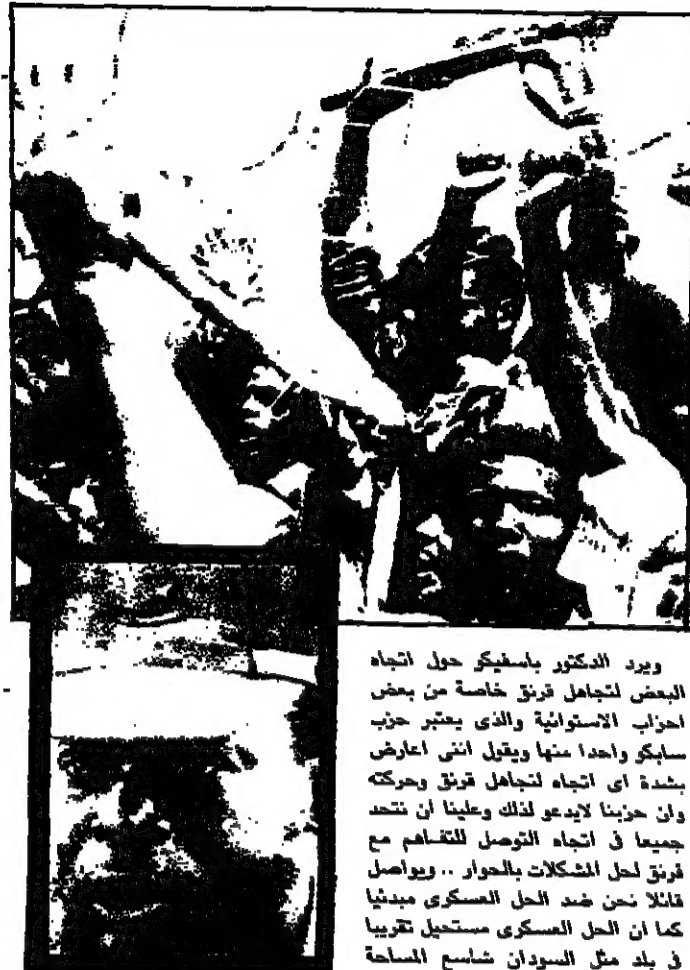 ويرد الدكتور باسفيكو حول اتجاه
البعض لتجاهل قرنق خاصة من بعض
احزاب الاستوائية والذى يعتبر حزب
سابكو واحدا منها ويقول اننى اعارض
بشدة اى اتجاه لتجاهل قرنق وحركته
وان حزبنا لايدعو لذلك وعلينا أن نتحد
جميعا فى اتجاه التوصل للتفاهم مع
قرنق لحل المشكلات بالحوار .. ويواصل
قائلا نحن ضد الحل العسكرى مبدئيا
كما ان الحل العسكرى مستحيل تقريبا
فى بلد مثل السودان شاسع المساحة